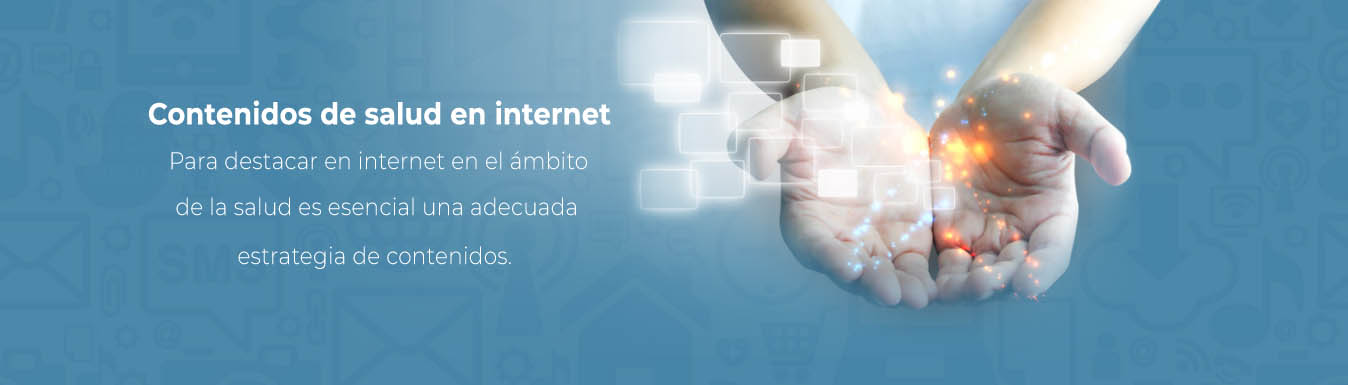 Contenidos de salud en internet
Para destacar en internet en el ámbito
de la salud es esencial una adecuada
estrategia de contenidos.
SMS